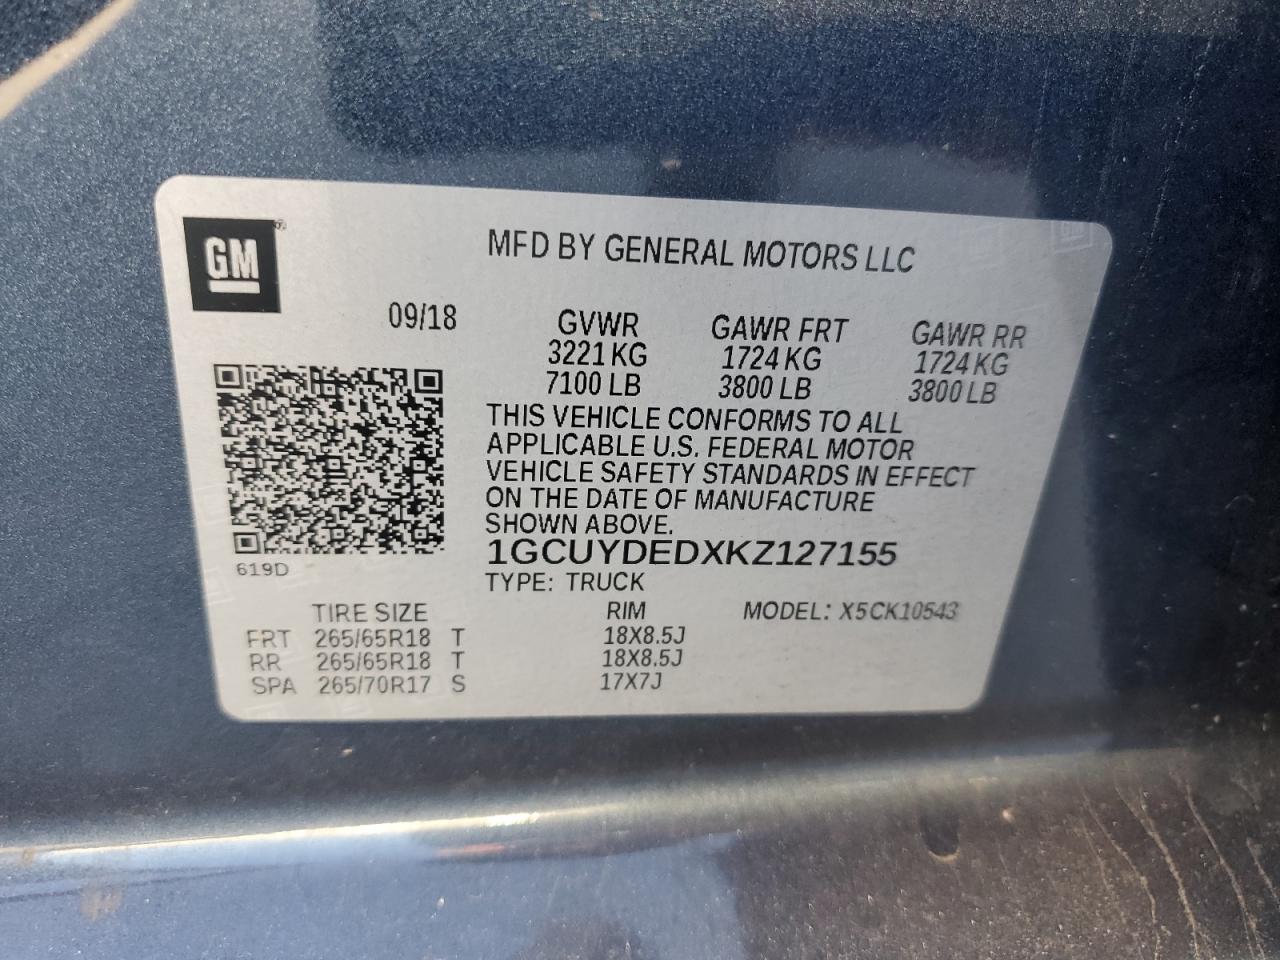 GM
MFD BY GENERAL MOTORS LLC
09/18 GVWR GAWR FRT GAWR RR
3221 KG 1724 KG 1724 KG
7100 LB 3800 LB 3800 LB
THIS VEHICLE CONFORMS TO ALL
APPLICABLE U.S. FEDERAL MOTOR
VEHICLE SAFETY STANDARDS IN EFFECT
ON THE DATE OF MANUFACTURE
SHOWN ABOVE.
1GCUYDEDXKZ127155
619D
TYPE: TRUCK
TIRE SIZE RIM MODEL: X5CK10543
FRT 265/65R18 T 18X8.5J
RR 265/65R18 T 18X8.5J
SPA 265/70R17 S 17X7J